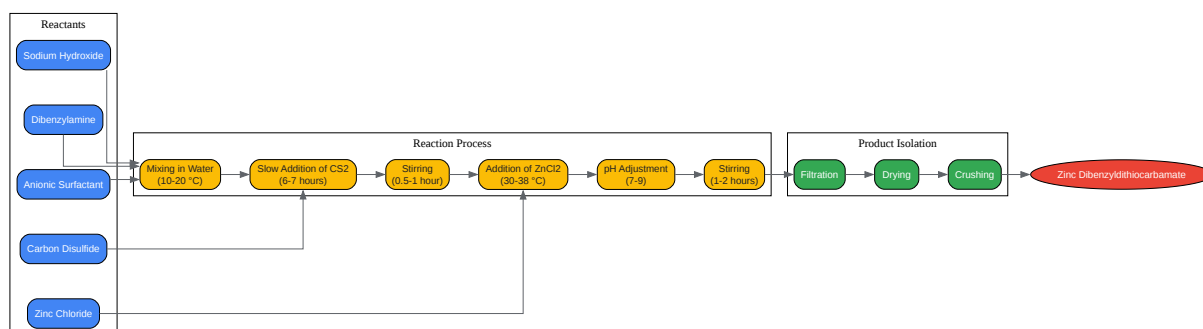 Reactants
Sodium Hydroxide
Dibenzylamine
Anionic Surfactant
Carbon Disulfide
Zinc Chloride
Reaction Process
Mixing in Water
(10-20 °C)
Slow Addition of CS2
(6-7 hours)
Stirring
(0.5-1 hour)
Addition of ZnCl2
(30-38 °C)
pH Adjustment
(7-9)
Stirring
(1-2 hours)
Product Isolation
Filtration
Drying
Crushing
Zinc Dibenzyldithiocarbamate